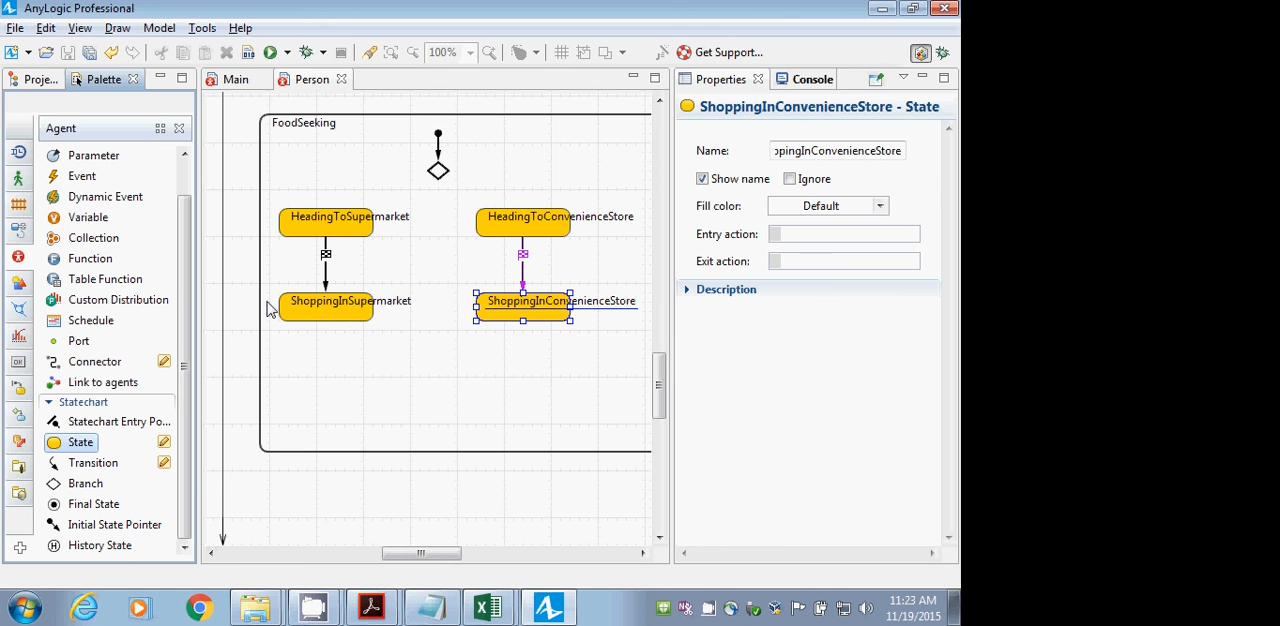 AnyLogic Professional
File Edit View Draw Model Tools Help
100% Get Support...
Proje... Palette Main Person Properties Console
Agent
Parameter
Event
Dynamic Event
Variable
Collection
Function
Table Function
Custom Distribution
Schedule
Port
Connector
Link to agents
Statechart
Statechart Entry Po...
State
Transition
Branch
Final State
Initial State Pointer
History State
FoodSeeking
HeadingToSupermarket HeadingToConvenienceStore
ShoppingInSupermarket ShoppingInConvenienceStore
ShoppingInConvenienceStore - State
Name: ppingInConvenienceStore
Show name Ignore
Fill color: Default
Entry action:
Exit action:
Description
11:23 AM
11/19/2015